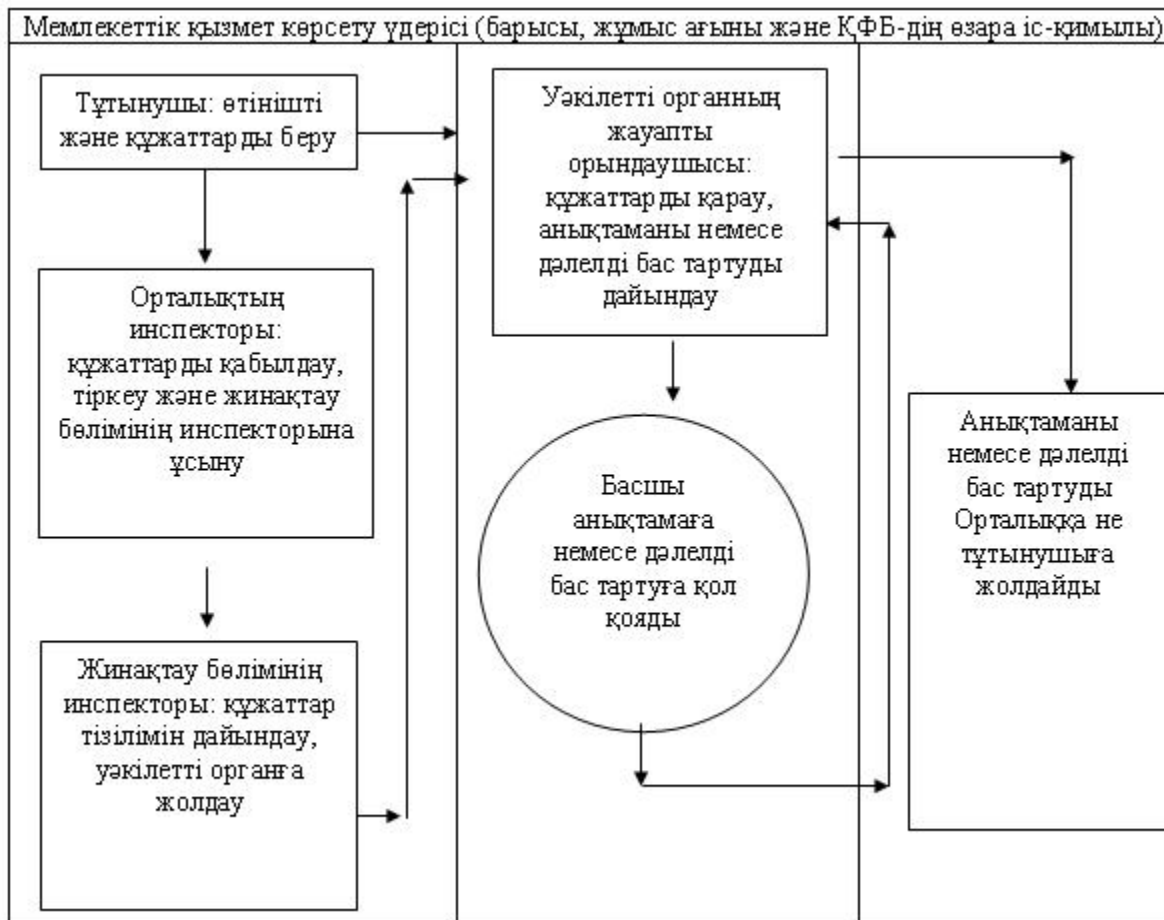 Мемлекеттік қызмет көрсету үдерісі (барысы, жұмыс ағыны және ҚФБ-дің өзара іс-қимылы)
Тұтынушы: өтінішті
және құжаттарды беру
Орталықтың
инспекторы:
құжаттарды қабылдау,
тіркеу және жинақтау
бөлімінің инспекторына
ұсыну
Жинақтау бөлімінің
инспекторы: құжаттар
тізілімін дайындау,
уәкілетті органға
жолдау
Уәкілетті органның
жауапты
орындаушысы:
құжаттарды қарау,
анықтаманы немесе
дәлелді бас тартуды
дайындау
Басшы
анықтамаға
немесе дәлелді
бас тартуға қол
қояды
Анықтаманы
немесе дәлелді
бас тартуды
Орталыққа не
тұтынушыға
жолдайды